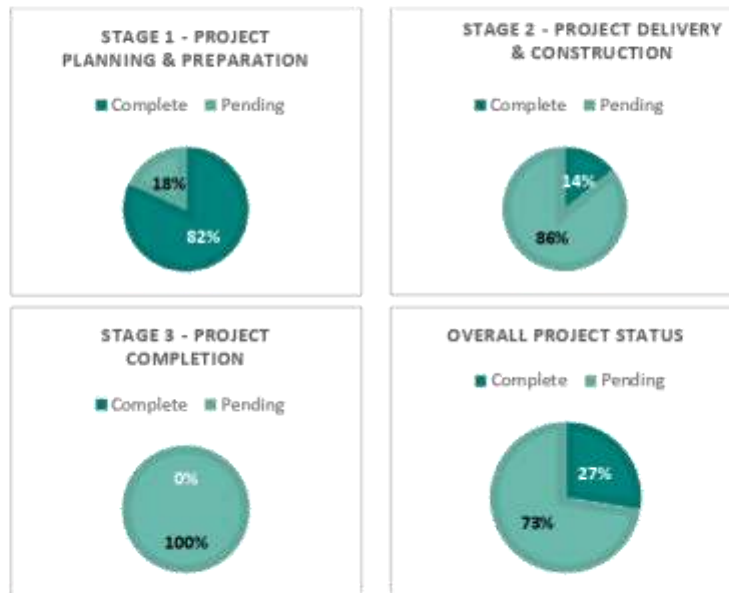 STAGE 1 - PROJECT
PLANNING & PREPARATION
Complete Pending
18%
82%
STAGE 2 - PROJECT DELIVERY
& CONSTRUCTION
Complete Pending
14%
86%
STAGE 3 - PROJECT
COMPLETION
Complete Pending
0%
100%
OVERALL PROJECT STATUS
Complete Pending
27%
73%